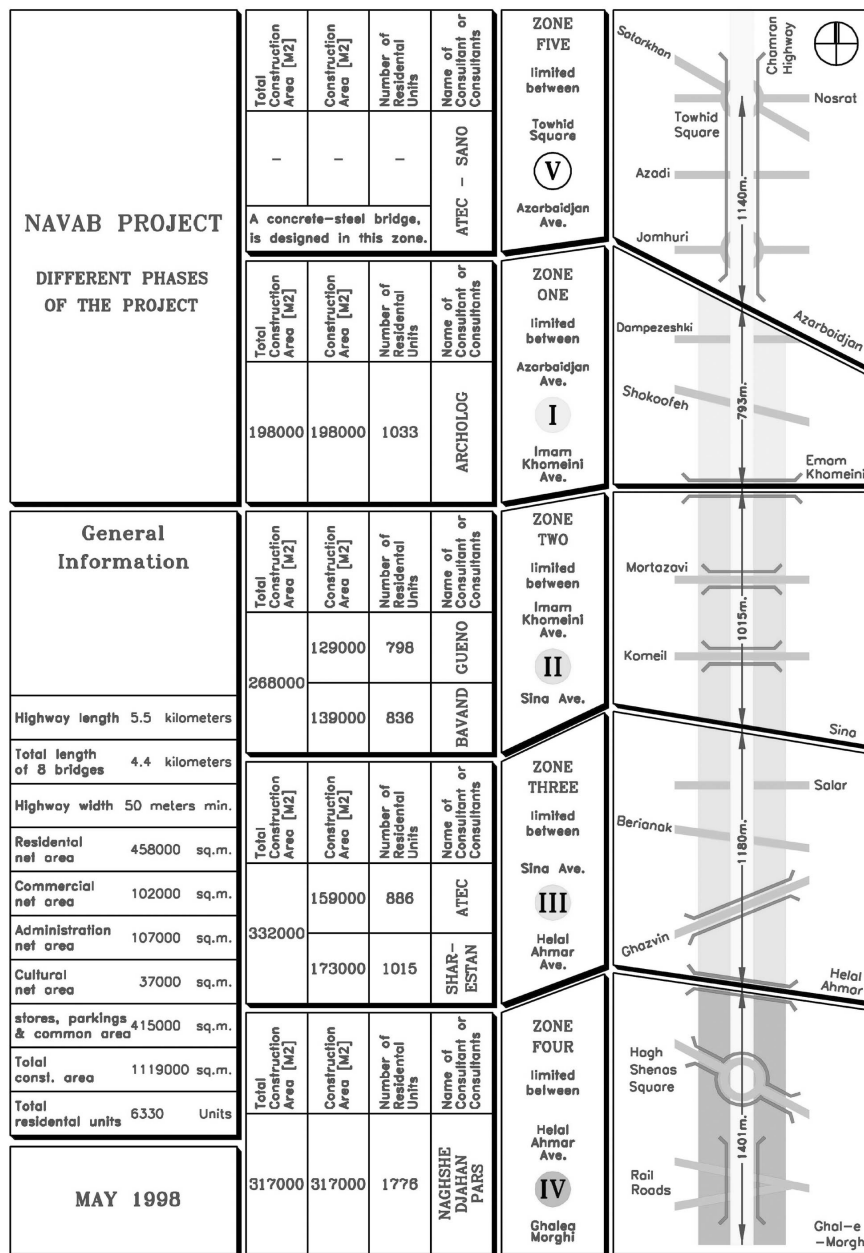 NAVAB PROJECT
DIFFERENT PHASES
OF THE PROJECT
General
Information
Highway length 5.5 kilometers
Total length
of 8 bridges 4.4 kilometers
Highway width 50 meters min.
Residental
net area 458000 sq.m.
Commercial
net area 102000 sq.m.
Administration
net area 107000 sq.m.
Cultural
net area 37000 sq.m.
stores, parkings
& common area 415000 sq.m.
Total
const. area 1119000 sq.m.
Total
residental units 6330 Units
MAY 1998
Total
Construction
Area [M2]
Construction
Area [M2]
Number of
Residental
Units
Name of
Consultant or
Consultants
- - -
ATEC - SANO
A concrete-steel bridge,
is designed in this zone.
ZONE
FIVE
limited
between
Towhid
Square
V
Azarbaidjan
Ave.
Total
Construction
Area [M2]
Construction
Area [M2]
Number of
Residental
Units
Name of
Consultant or
Consultants
198000 198000 1033
ARCHOLOG
ZONE
ONE
limited
between
Azarbaidjan
Ave.
I
Imam
Khomeini
Ave.
Total
Construction
Area [M2]
Construction
Area [M2]
Number of
Residental
Units
Name of
Consultant or
Consultants
268000
129000 798
GUENO
139000 836
BAVAND
ZONE
TWO
limited
between
Imam
Khomeini
Ave.
II
Sina Ave.
Total
Construction
Area [M2]
Construction
Area [M2]
Number of
Residental
Units
Name of
Consultant or
Consultants
332000
159000 886
ATEC
173000 1015
SHAR-
ESTAN
ZONE
THREE
limited
between
Sina Ave.
III
Helal
Ahmar
Ave.
Total
Construction
Area [M2]
Construction
Area [M2]
Number of
Residental
Units
Name of
Consultant or
Consultants
317000 317000 1776
NAGHSHE
DJAHAN
PARS
ZONE
FOUR
limited
between
Helal
Ahmar
Ave.
IV
Ghalea
Morghi
Satarkhan
Chamran
Highway
Nosrat
Towhid
Square
Azadi
1140m.
Jomhuri
Azarbaidjan
Dampezeshki
Shokoofeh
793m.
Emam
Khomeini
Mortazavi
1015m.
Komeil
Sina
Salar
Berianak
1180m.
Ghazvin
Helal
Ahmar
Hagh
Shenas
Square
1401m.
Rail
Roads
Ghal-e
-Morgh